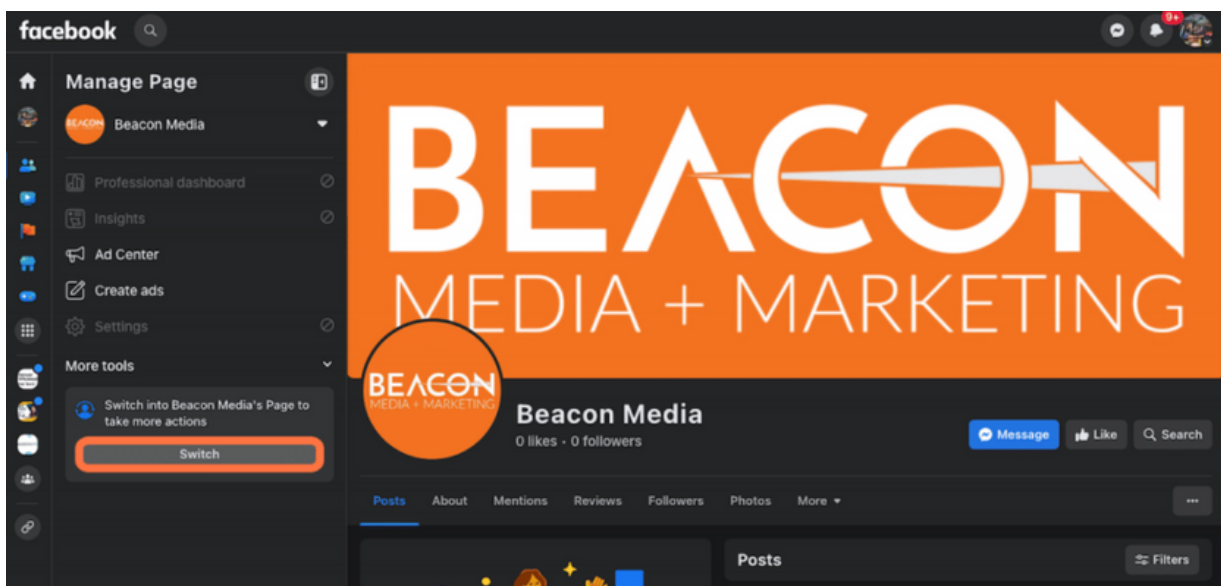 facebook
9+
Manage Page
BEACON
Beacon Media
Professional dashboard
Insights
Ad Center
Create ads
Settings
More tools
Switch into Beacon Media's Page to
take more actions
Switch
BEACON
MEDIA + MARKETING
BEACON
MEDIA + MARKETING
Beacon Media
0 likes • 0 followers
Message
Like
Search
Posts
About
Mentions
Reviews
Followers
Photos
More
Posts
Filters